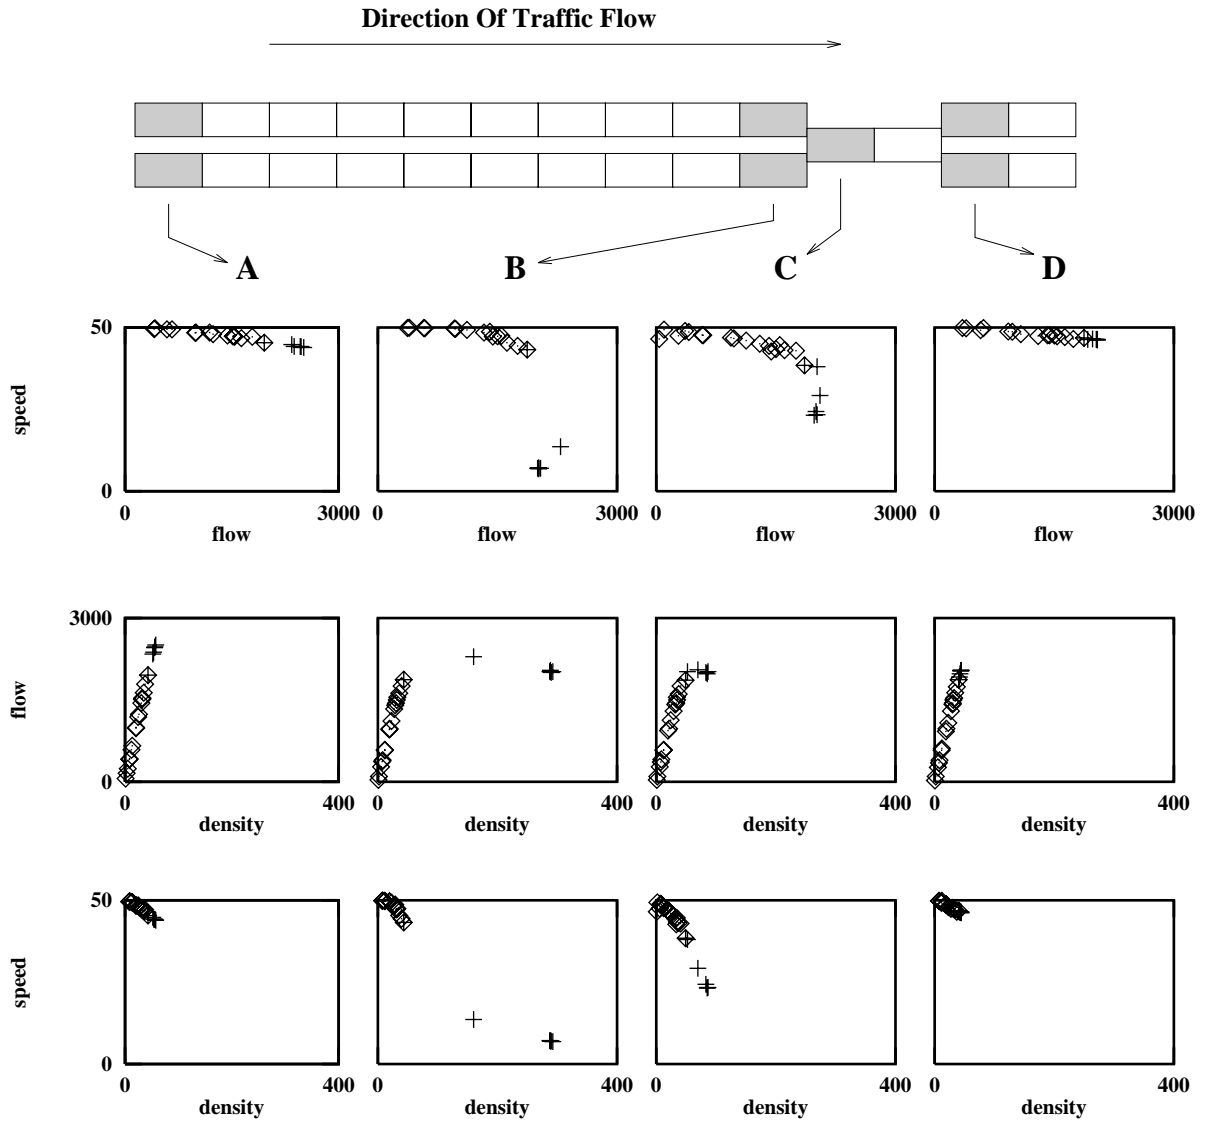 Direction Of Traffic Flow
A B C D
50
speed
0
0 3000 0 3000 0 3000 0 3000
flow flow flow flow
3000
flow
0
0 400 0 400 0 400 0 400
density density density density
50
speed
0
0 400 0 400 0 400 0 400
density density density density